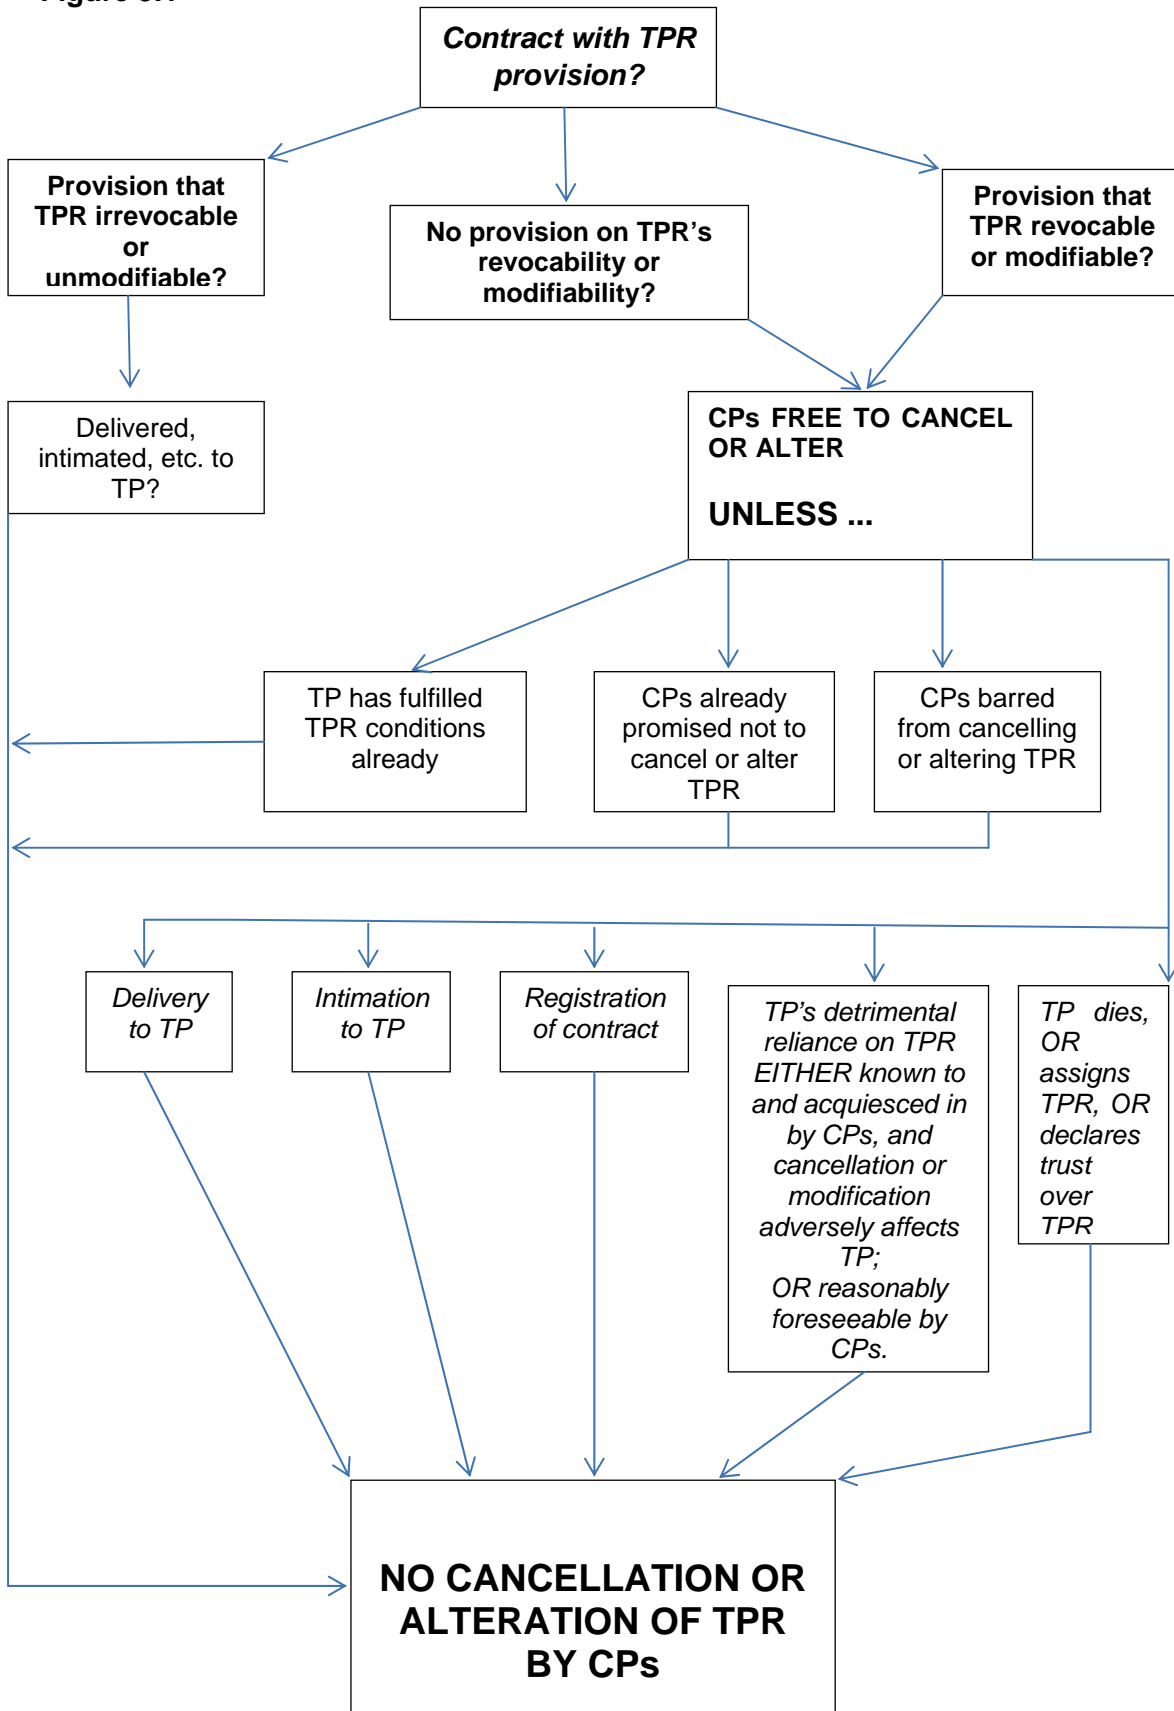 Contract with TPR
provision?
Provision that
TPR irrevocable
or
unmodifiable?
No provision on TPR's
revocability or
modifiability?
Provision that
TPR revocable
or modifiable?
Delivered,
intimated, etc. to
TP?
CPs FREE TO CANCEL
OR ALTER
UNLESS ...
TP has fulfilled
TPR conditions
already
CPs already
promised not to
cancel or alter
TPR
CPs barred
from cancelling
or altering TPR
Delivery
to TP
Intimation
to TP
Registration
of contract
TP's detrimental
reliance on TPR
EITHER known to
and acquiesced in
by CPs, and
cancellation or
modification
adversely affects
TP;
OR reasonably
foreseeable by
CPs.
TP dies,
OR
assigns
TPR, OR
declares
trust
over
TPR
NO CANCELLATION OR
ALTERATION OF TPR
BY CPs